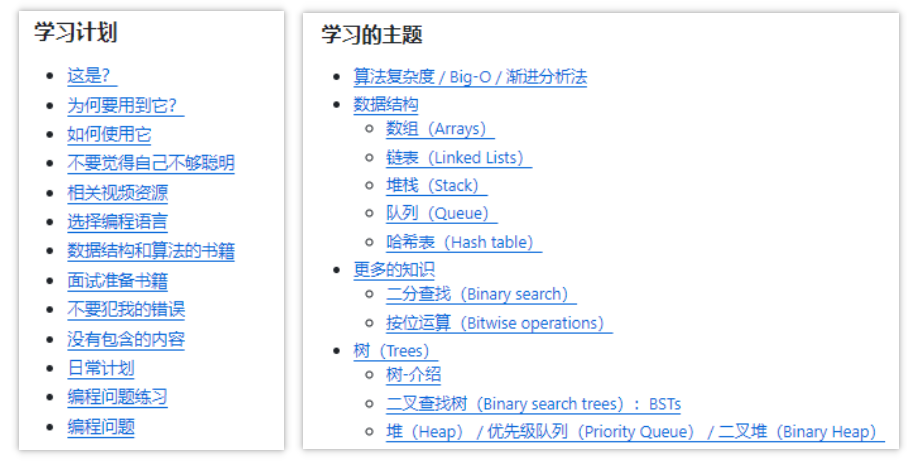 学习计划
这是？
为何要用到它？
如何使用它
不要觉得自己不够聪明
相关视频资源
选择编程语言
数据结构和算法的书籍
面试准备书籍
不要犯我的错误
没有包含的内容
日常计划
编程问题练习
编程问题
学习的主题
算法复杂度 / Big-O / 渐进分析法
数据结构
数组（Arrays）
链表（Linked Lists）
堆栈（Stack）
队列（Queue）
哈希表（Hash table）
更多的知识
二分查找（Binary search）
按位运算（Bitwise operations）
树（Trees）
树-介绍
二叉查找树（Binary search trees）：BSTs
堆（Heap） / 优先级队列（Priority Queue） / 二叉堆（Binary Heap）